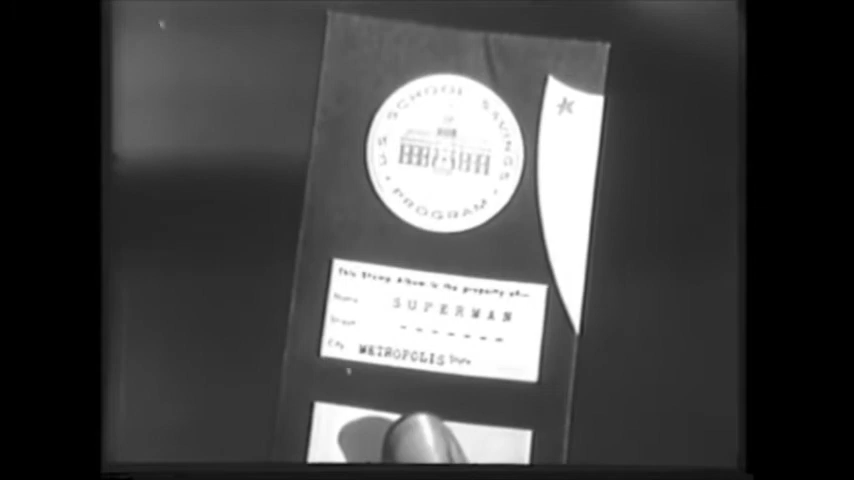 U.S. SCHOOL SAVINGS
PROGRAM
This Stamp Album is the property of—
Name SUPERMAN
Street -------
City METROPOLIS State